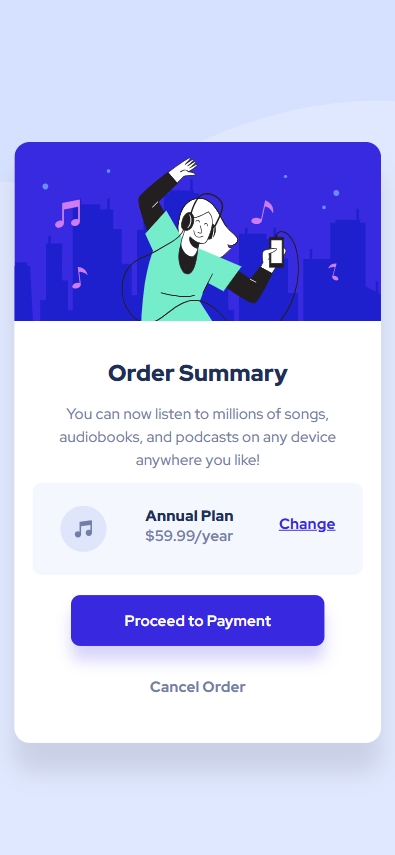 Order Summary
You can now listen to millions of songs,
audiobooks, and podcasts on any device
anywhere you like!
Annual Plan
$59.99/year
Change
Proceed to Payment
Cancel Order